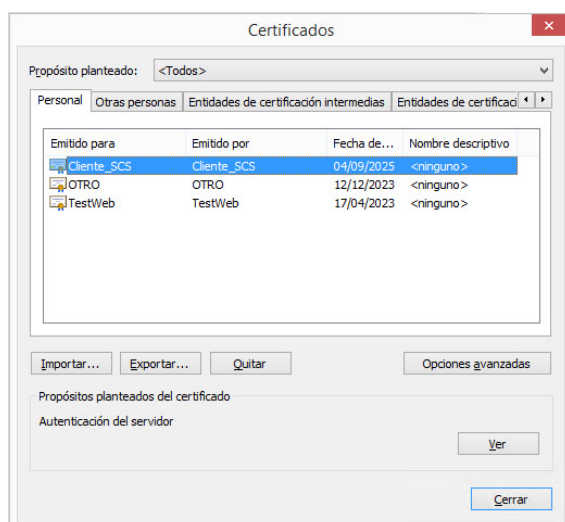 Certificados
Propósito planteado: <Todos>
Personal Otras personas Entidades de certificación intermedias Entidades de certificaci
Emitido para Emitido por Fecha de... Nombre descriptivo
Cliente_SCS Cliente_SCS 04/09/2025 <ninguno>
OTRO OTRO 12/12/2023 <ninguno>
TestWeb TestWeb 17/04/2023 <ninguno>
Importar... Exportar... Quitar Opciones avanzadas
Propósitos planteados del certificado
Autenticación del servidor
Ver
Cerrar